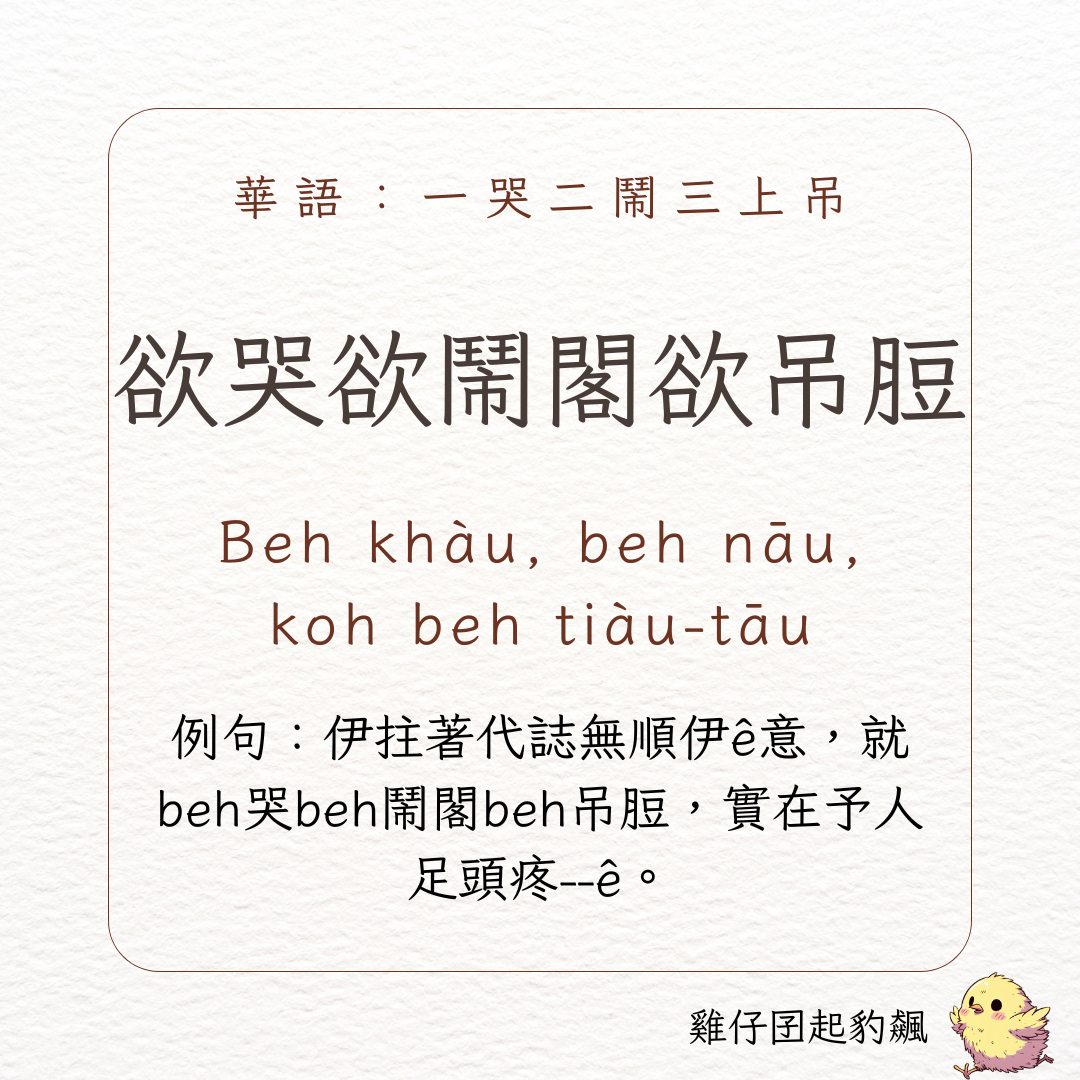 華語：一哭二鬧三上吊
欲哭欲鬧閣欲吊脰
Beh khàu, beh nāu,
koh beh tiàu-tāu
例句：伊拄著代誌無順伊ê意，就
beh哭beh鬧閣beh吊脰，實在予人
足頭疼--ê。
雞仔囝起豹飆